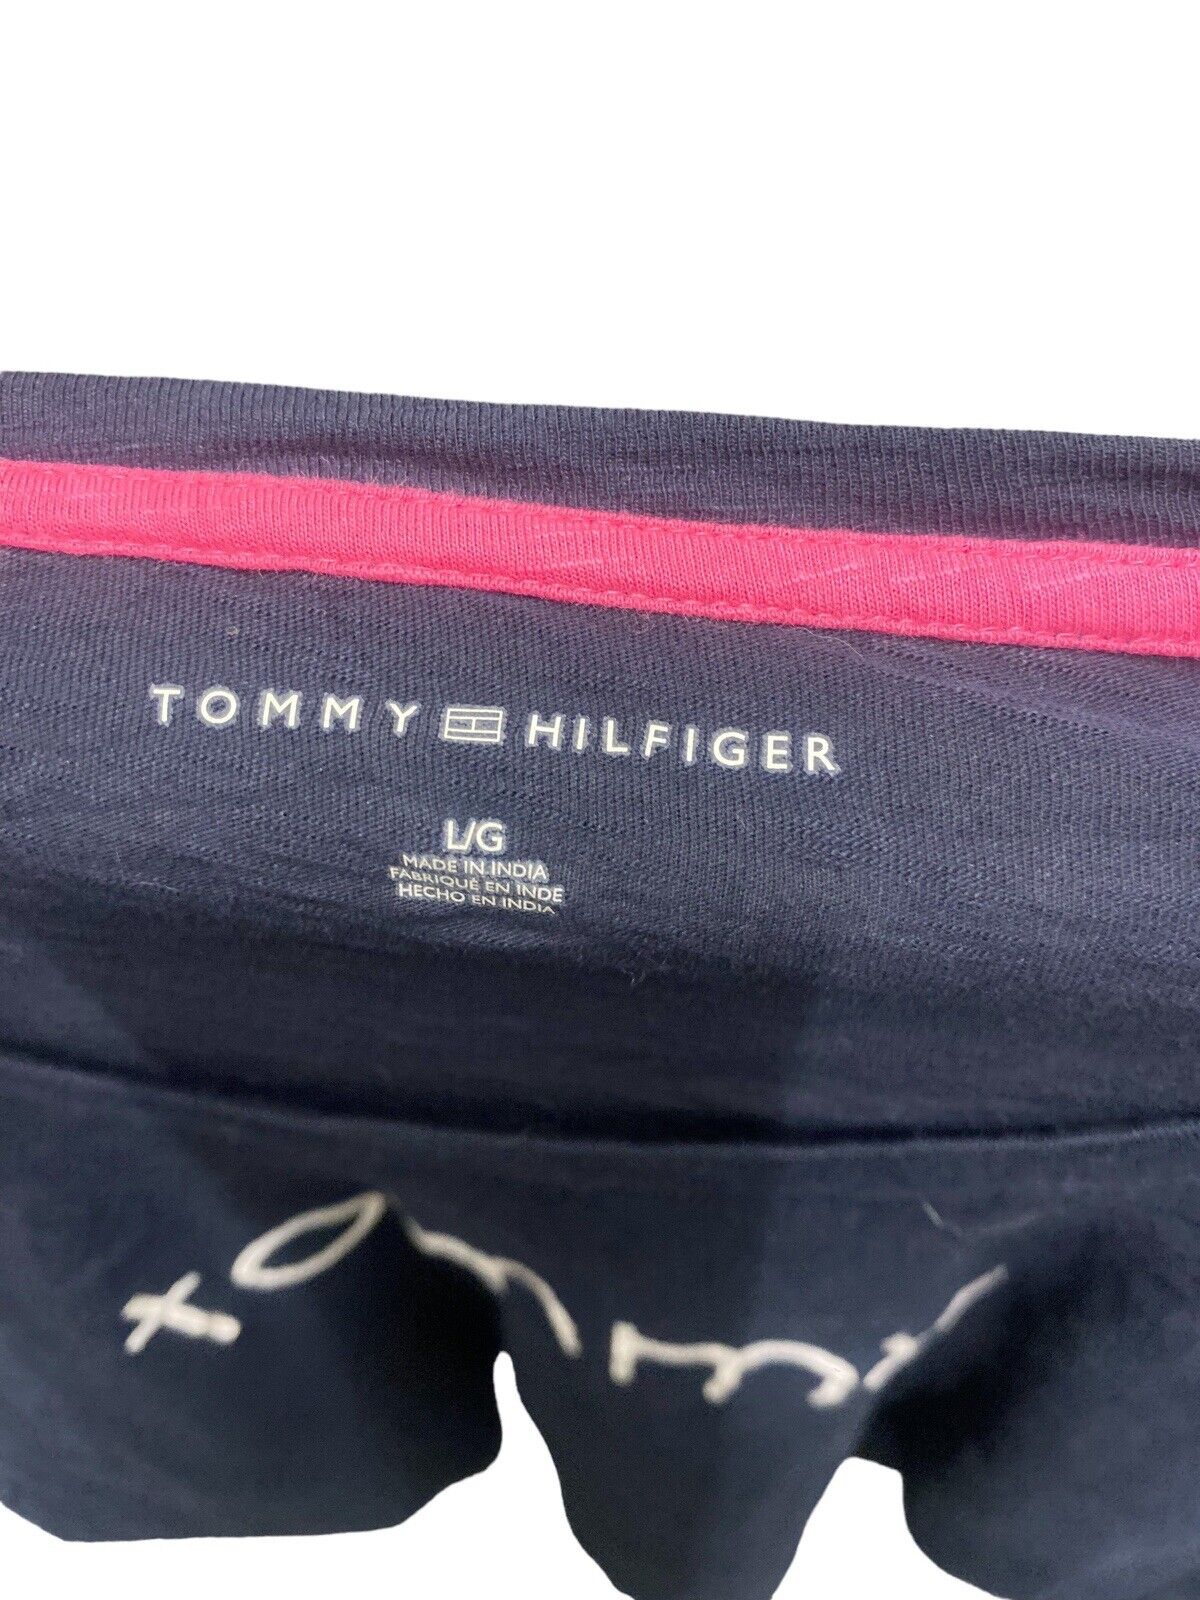 TOMMY HILFIGER
L/G
MADE IN INDIA
FABRIQUÉ EN INDE
HECHO EN INDIA